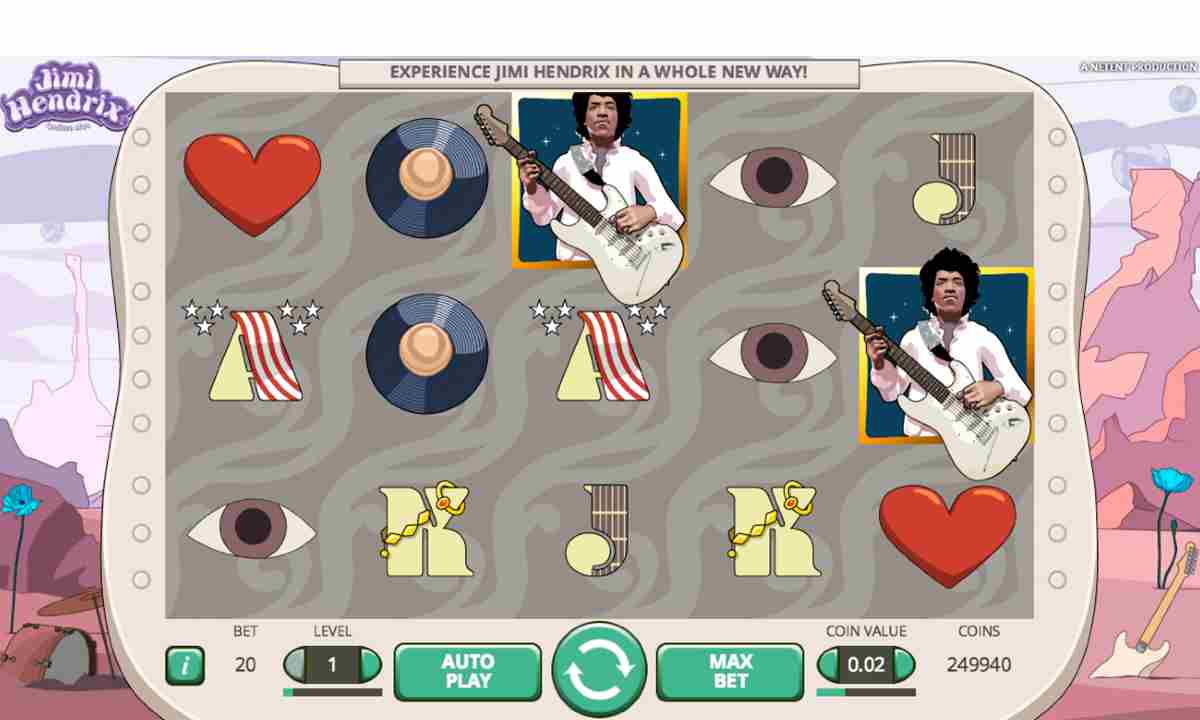 EXPERIENCE JIMI HENDRIX IN A WHOLE NEW WAY!
A NETENT PRODUCTION
Jimi
Hendrix
A A
K J K
J
BET
LEVEL
COIN VALUE
COINS
i
20
1
AUTO
PLAY
MAX
BET
0.02
249940